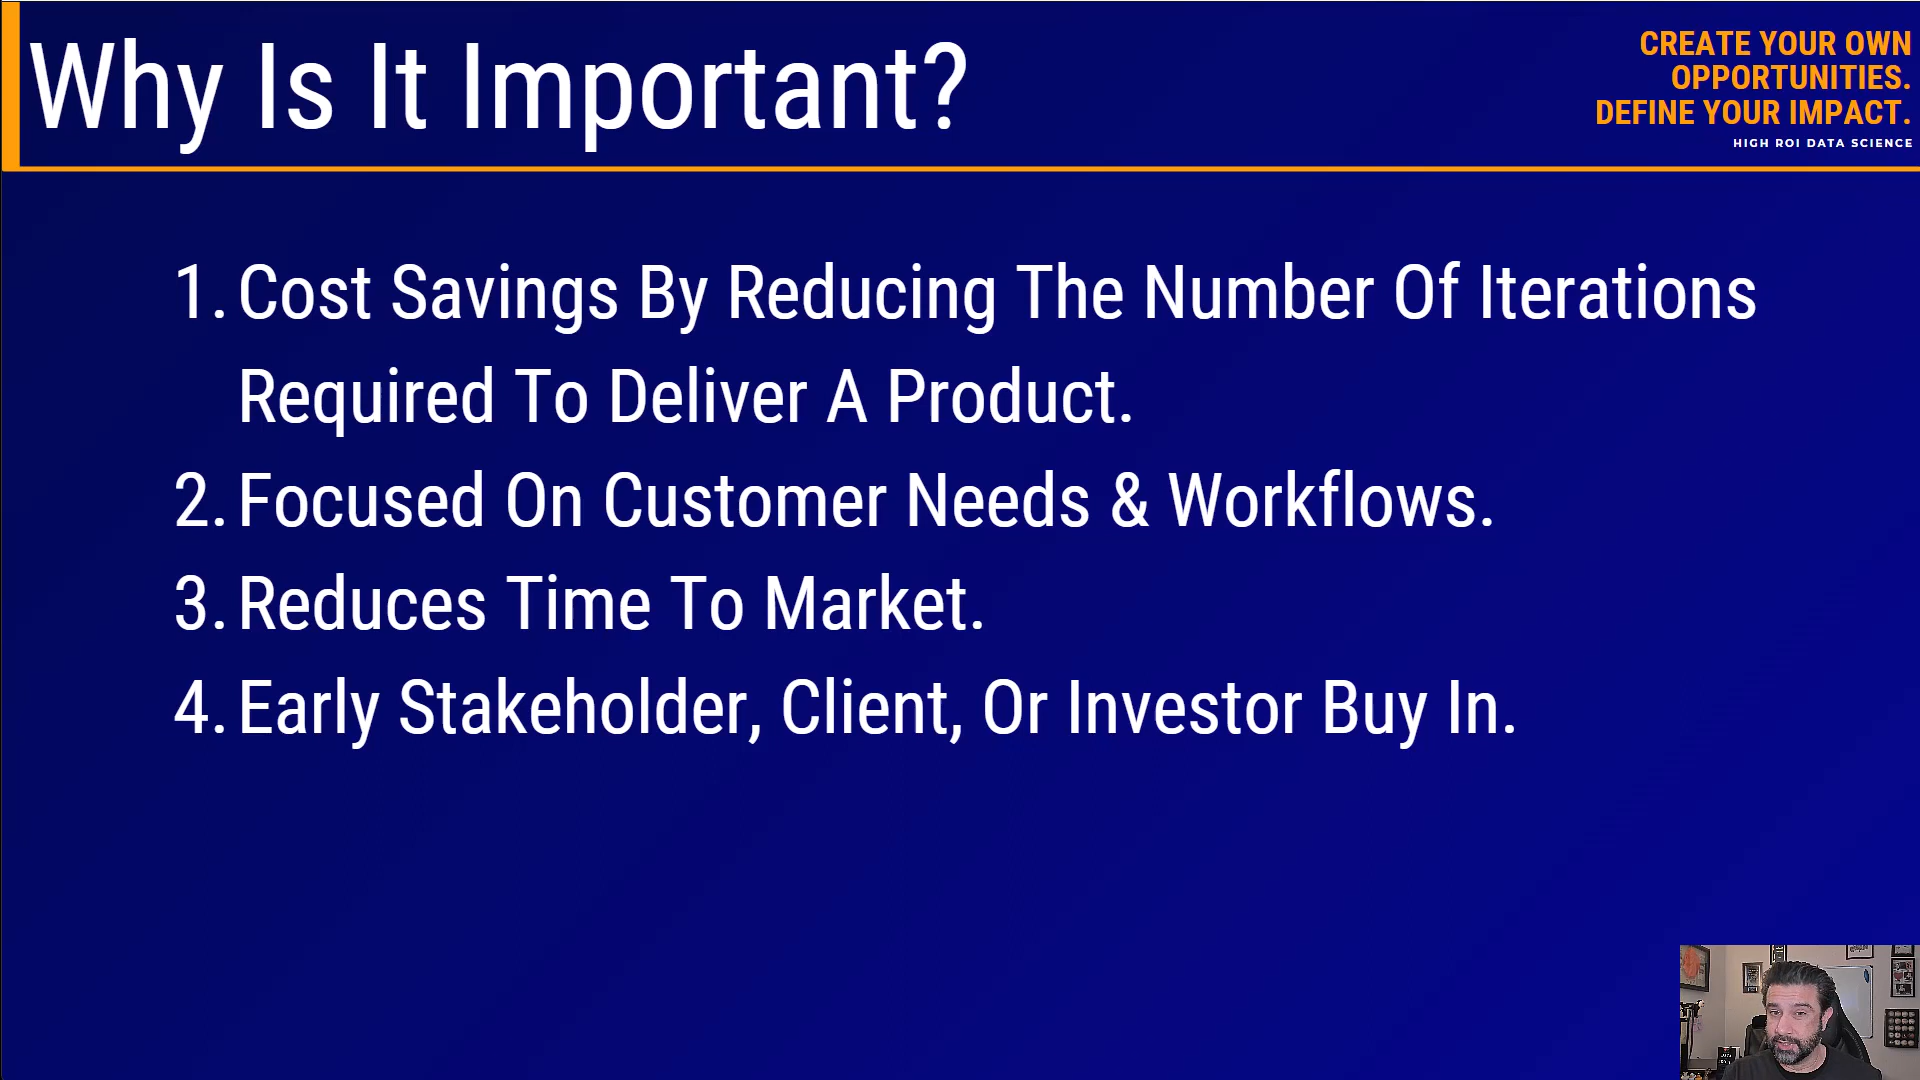 Why Is It Important?
CREATE YOUR OWN
OPPORTUNITIES.
DEFINE YOUR IMPACT.
HIGH ROI DATA SCIENCE
1. Cost Savings By Reducing The Number Of Iterations
Required To Deliver A Product.
2. Focused On Customer Needs & Workflows.
3. Reduces Time To Market.
4. Early Stakeholder, Client, Or Investor Buy In.